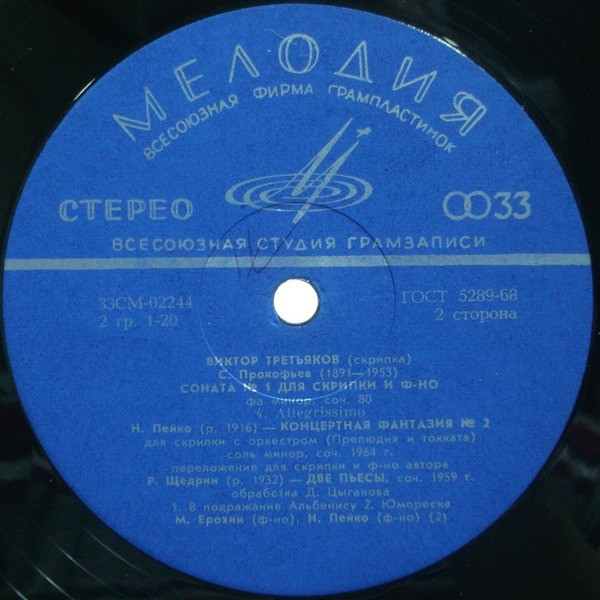 МЕЛОДИЯ
ВСЕСОЮЗНАЯ ФИРМА ГРАМПЛАСТИНОК
СТЕРЕО
33
ВСЕСОЮЗНАЯ СТУДИЯ ГРАМЗАПИСИ
33СМ-02244
ГОСТ 5289-68
2 гр. 1-20
2 сторона
ВИКТОР ТРЕТЬЯКОВ (скрипка)
С. Прокофьев (1891—1953)
СОНАТА № 1 ДЛЯ СКРИПКИ И Ф-НО
фа минор, соч. 80
4. Allegrissimo
Н. Пейко (р. 1916) — КОНЦЕРТНАЯ ФАНТАЗИЯ № 2
для скрипки с оркестром (Прелюдия и токката)
соль минор, соч. 1964 г.
переложение для скрипки и ф-но автора
Р. Щедрин (р. 1932) — ДВЕ ПЬЕСЫ, соч. 1959 г.
обработка Д. Цыганова
1. В подражание Альбенису 2. Юмореска
М. Ерохин (ф-но), Н. Пейко (ф-но) (2)